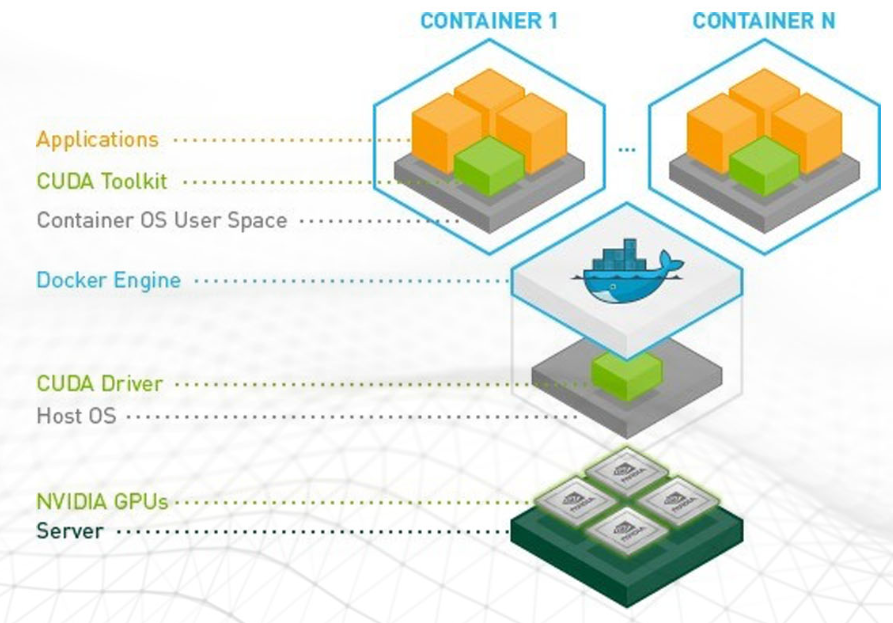 CONTAINER 1
CONTAINER N
Applications
...
CUDA Toolkit
Container OS User Space
Docker Engine
CUDA Driver
Host OS
NVIDIA GPUs
Server
NVIDIA
NVIDIA
NVIDIA
NVIDIA